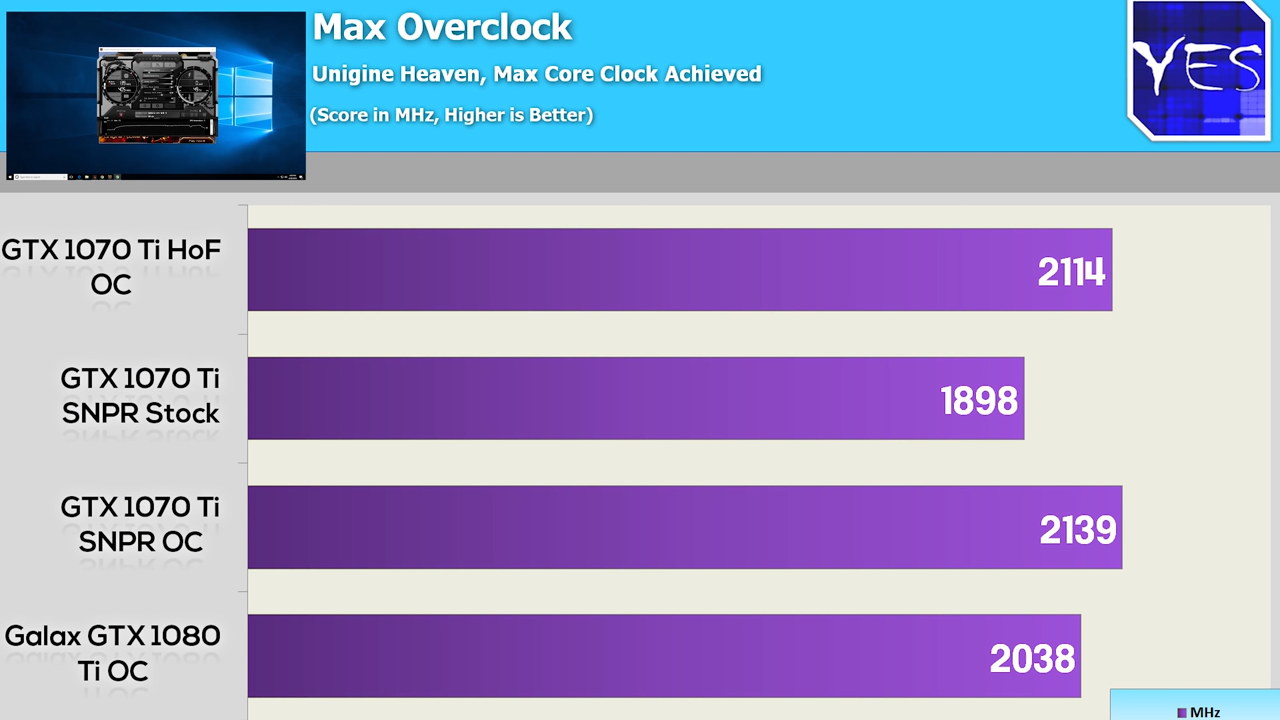 Max Overclock
Unigine Heaven, Max Core Clock Achieved
(Score in MHz, Higher is Better)
YES
GTX 1070 Ti HoF
OC
2114
GTX 1070 Ti
SNPR Stock
1898
GTX 1070 Ti
SNPR OC
2139
Galax GTX 1080
Ti OC
2038
MHz